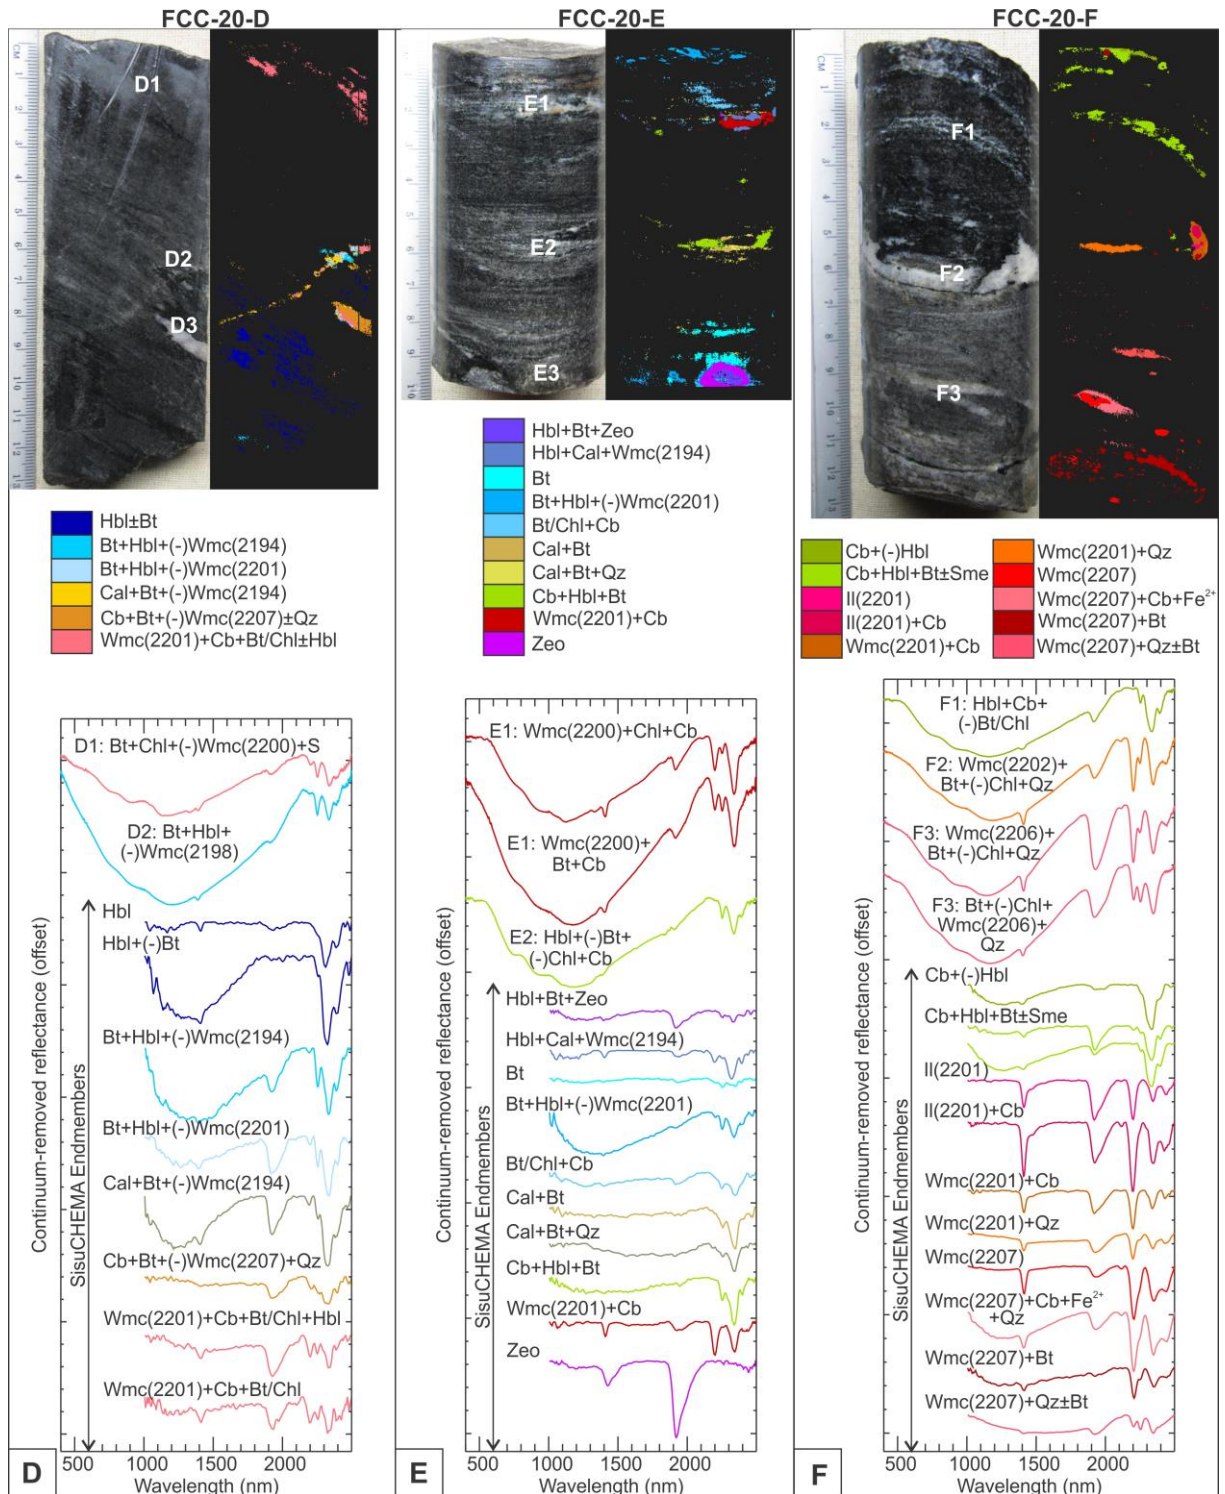 FCC-20-D
FCC-20-E
FCC-20-F
CM
D1
D2
D3
E1
E2
E3
CM
F1
F2
F3
Hbl±Bt
Bt+Hbl+(-)Wmc(2194)
Bt+Hbl+(-)Wmc(2201)
Cal+Bt+(-)Wmc(2194)
Cb+Bt+(-)Wmc(2207)±Qz
Wmc(2201)+Cb+Bt/Chl±Hbl
Hbl+Bt+Zeo
Hbl+Cal+Wmc(2194)
Bt
Bt+Hbl+(-)Wmc(2201)
Bt/Chl+Cb
Cal+Bt
Cal+Bt+Qz
Cb+Hbl+Bt
Wmc(2201)+Cb
Zeo
Cb+(-)Hbl
Cb+Hbl+Bt±Sme
Il(2201)
Il(2201)+Cb
Wmc(2201)+Cb
Wmc(2201)+Qz
Wmc(2207)
Wmc(2207)+Cb+Fe²⁺
Wmc(2207)+Bt
Wmc(2207)+Qz±Bt
D1: Bt+Chl+(-)Wmc(2200)+S
D2: Bt+Hbl+
(-)Wmc(2198)
Hbl
Hbl+(-)Bt
Bt+Hbl+(-)Wmc(2194)
Bt+Hbl+(-)Wmc(2201)
Cal+Bt+(-)Wmc(2194)
Cb+Bt+(-)Wmc(2207)+Qz
Wmc(2201)+Cb+Bt/Chl+Hbl
Wmc(2201)+Cb+Bt/Chl
Continuum-removed reflectance (offset)
SisuCHEMA Endmembers
500 1000 2000
Wavelength (nm)
D
E1: Wmc(2200)+Chl+Cb
E1: Wmc(2200)+
Bt+Cb
E2: Hbl+(-)Bt+
(-)Chl+Cb
Hbl+Bt+Zeo
Hbl+Cal+Wmc(2194)
Bt
Bt+Hbl+(-)Wmc(2201)
Bt/Chl+Cb
Cal+Bt
Cal+Bt+Qz
Cb+Hbl+Bt
Wmc(2201)+Cb
Zeo
Continuum-removed reflectance (offset)
SisuCHEMA Endmembers
500 1000 2000
Wavelength (nm)
E
F1: Hbl+Cb+
(-)Bt/Chl
F2: Wmc(2202)+
Bt+(-)Chl+Qz
F3: Wmc(2206)+
Bt+(-)Chl+Qz
F3: Bt+(-)Chl+
Wmc(2206)+
Qz
Cb+(-)Hbl
Cb+Hbl+Bt±Sme
Il(2201)
Il(2201)+Cb
Wmc(2201)+Cb
Wmc(2201)+Qz
Wmc(2207)
Wmc(2207)+Cb+Fe²⁺
+Qz
Wmc(2207)+Bt
Wmc(2207)+Qz±Bt
Continuum-removed reflectance (offset)
SisuCHEMA Endmembers
500 1000 2000
Wavelength (nm)
F